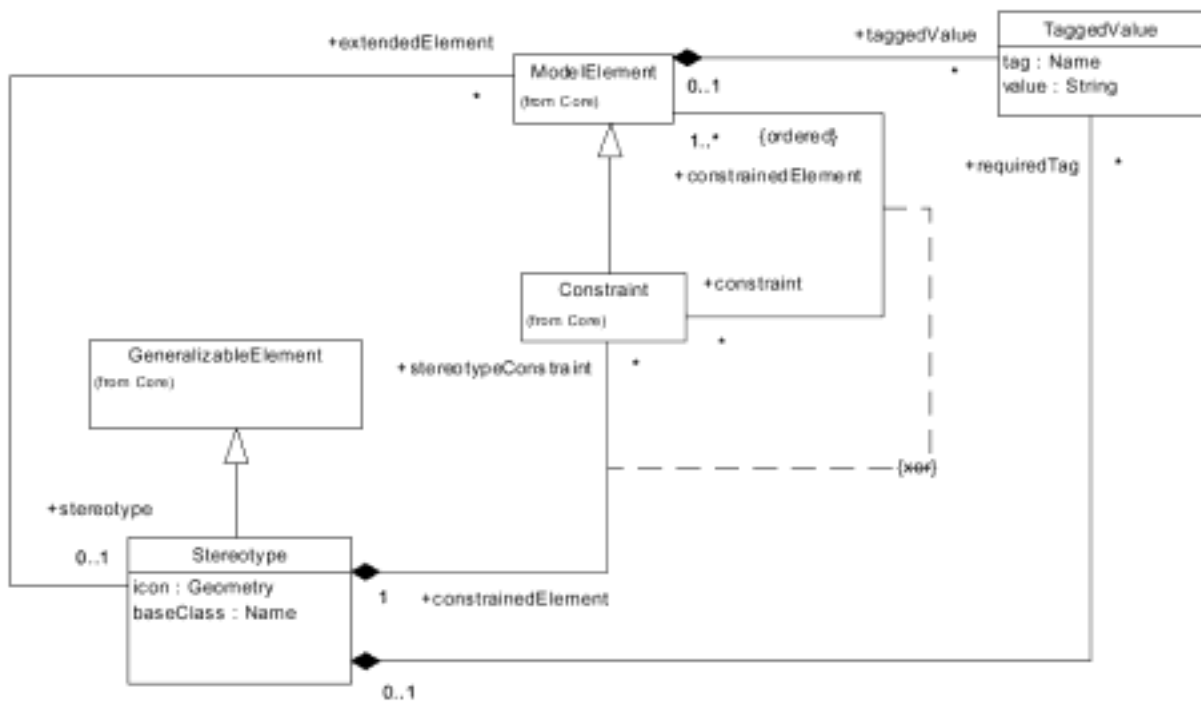 TaggedValue
tag : Name
value : String
+extendedElement
+taggedValue
ModelElement
(from Core)
*
0..1
*
1..*
{ordered}
+constrainedElement
+requiredTag
*
Constraint
(from Core)
+constraint
*
GeneralizableElement
(from Core)
+stereotypeConstraint
*
{xor}
+stereotype
0..1
Stereotype
icon : Geometry
baseClass : Name
1
+constrainedElement
0..1